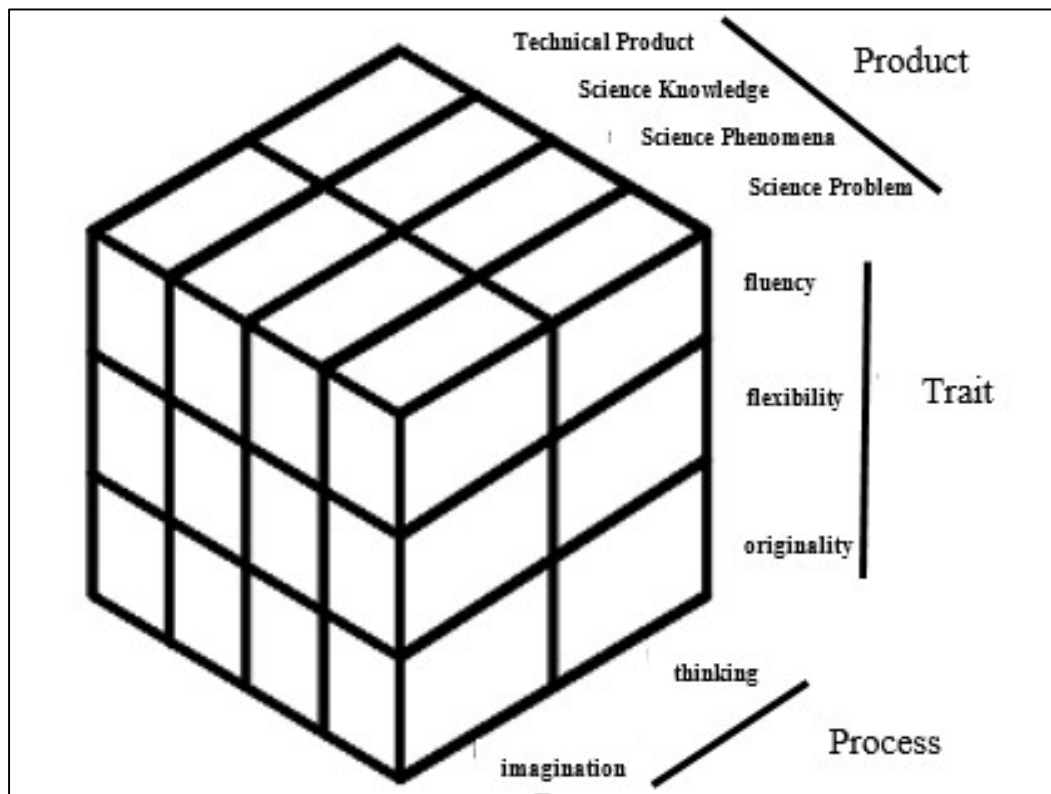 Technical Product
Product
Science Knowledge
Science Phenomena
Science Problem
fluency
flexibility
Trait
originality
thinking
Process
imagination